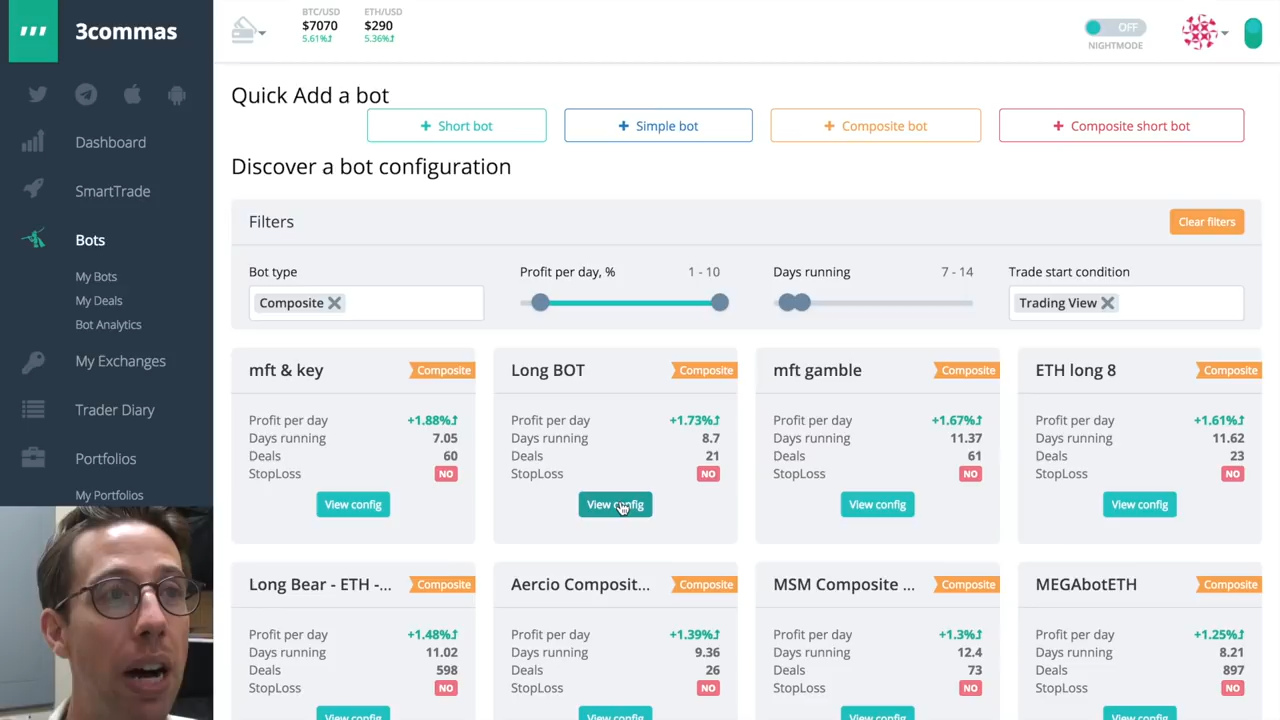 3commas
BTC/USD
$7070
5.61%
ETH/USD
$290
5.36%
OFF
NIGHTMODE
Dashboard
SmartTrade
Bots
My Bots
My Deals
Bot Analytics
My Exchanges
Trader Diary
Portfolios
My Portfolios
Quick Add a bot
+ Short bot
+ Simple bot
+ Composite bot
+ Composite short bot
Discover a bot configuration
Filters
Clear filters
Bot type
Composite
Profit per day, % 1 - 10
Days running 7 - 14
Trade start condition
Trading View
mft & key Composite
Profit per day +1.88%
Days running 7.05
Deals 60
StopLoss NO
View config
Long BOT Composite
Profit per day +1.73%
Days running 8.7
Deals 21
StopLoss NO
View config
mft gamble Composite
Profit per day +1.67%
Days running 11.37
Deals 61
StopLoss NO
View config
ETH long 8 Composite
Profit per day +1.61%
Days running 11.62
Deals 23
StopLoss NO
View config
Long Bear - ETH -... Composite
Profit per day +1.48%
Days running 11.02
Deals 598
StopLoss NO
View config
Aercio Composit... Composite
Profit per day +1.39%
Days running 9.36
Deals 26
StopLoss NO
View config
MSM Composite ... Composite
Profit per day +1.3%
Days running 12.4
Deals 73
StopLoss NO
View config
MEGAbotETH Composite
Profit per day +1.25%
Days running 8.21
Deals 897
StopLoss NO
View config